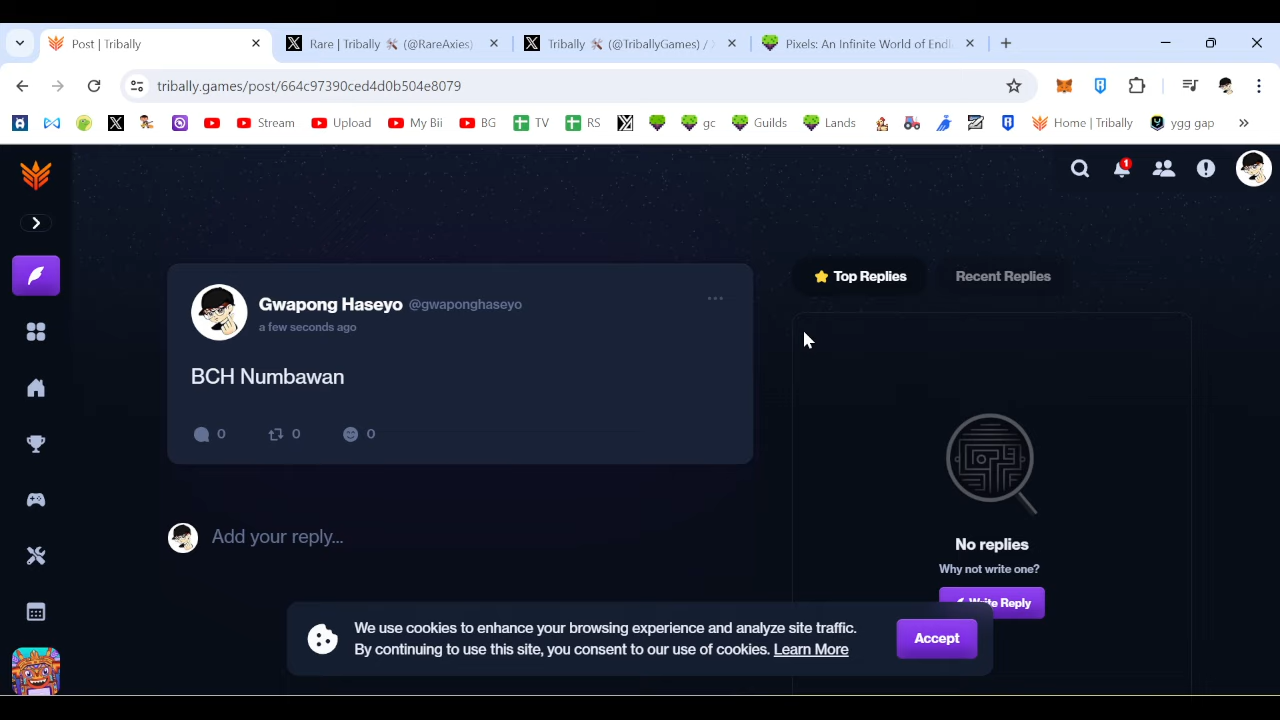 Post | Tribally
Rare | Tribally 🛠 (@RareAxies)
Tribally 🛠 (@TriballyGames) /
Pixels: An Infinite World of Endl
tribally.games/post/664c97390c9d4d0b504e8079
Stream
Upload
My Bii
BG
TV
RS
gc
Guilds
Lands
Home | Tribally
ygg gap
1
Gwapong Haseyo @gwaponghaseyo
a few seconds ago
BCH Numbawan
0
0
0
Add your reply...
Top Replies
Recent Replies
No replies
Why not write one?
Write Reply
We use cookies to enhance your browsing experience and analyze site traffic.
By continuing to use this site, you consent to our use of cookies. Learn More
Accept